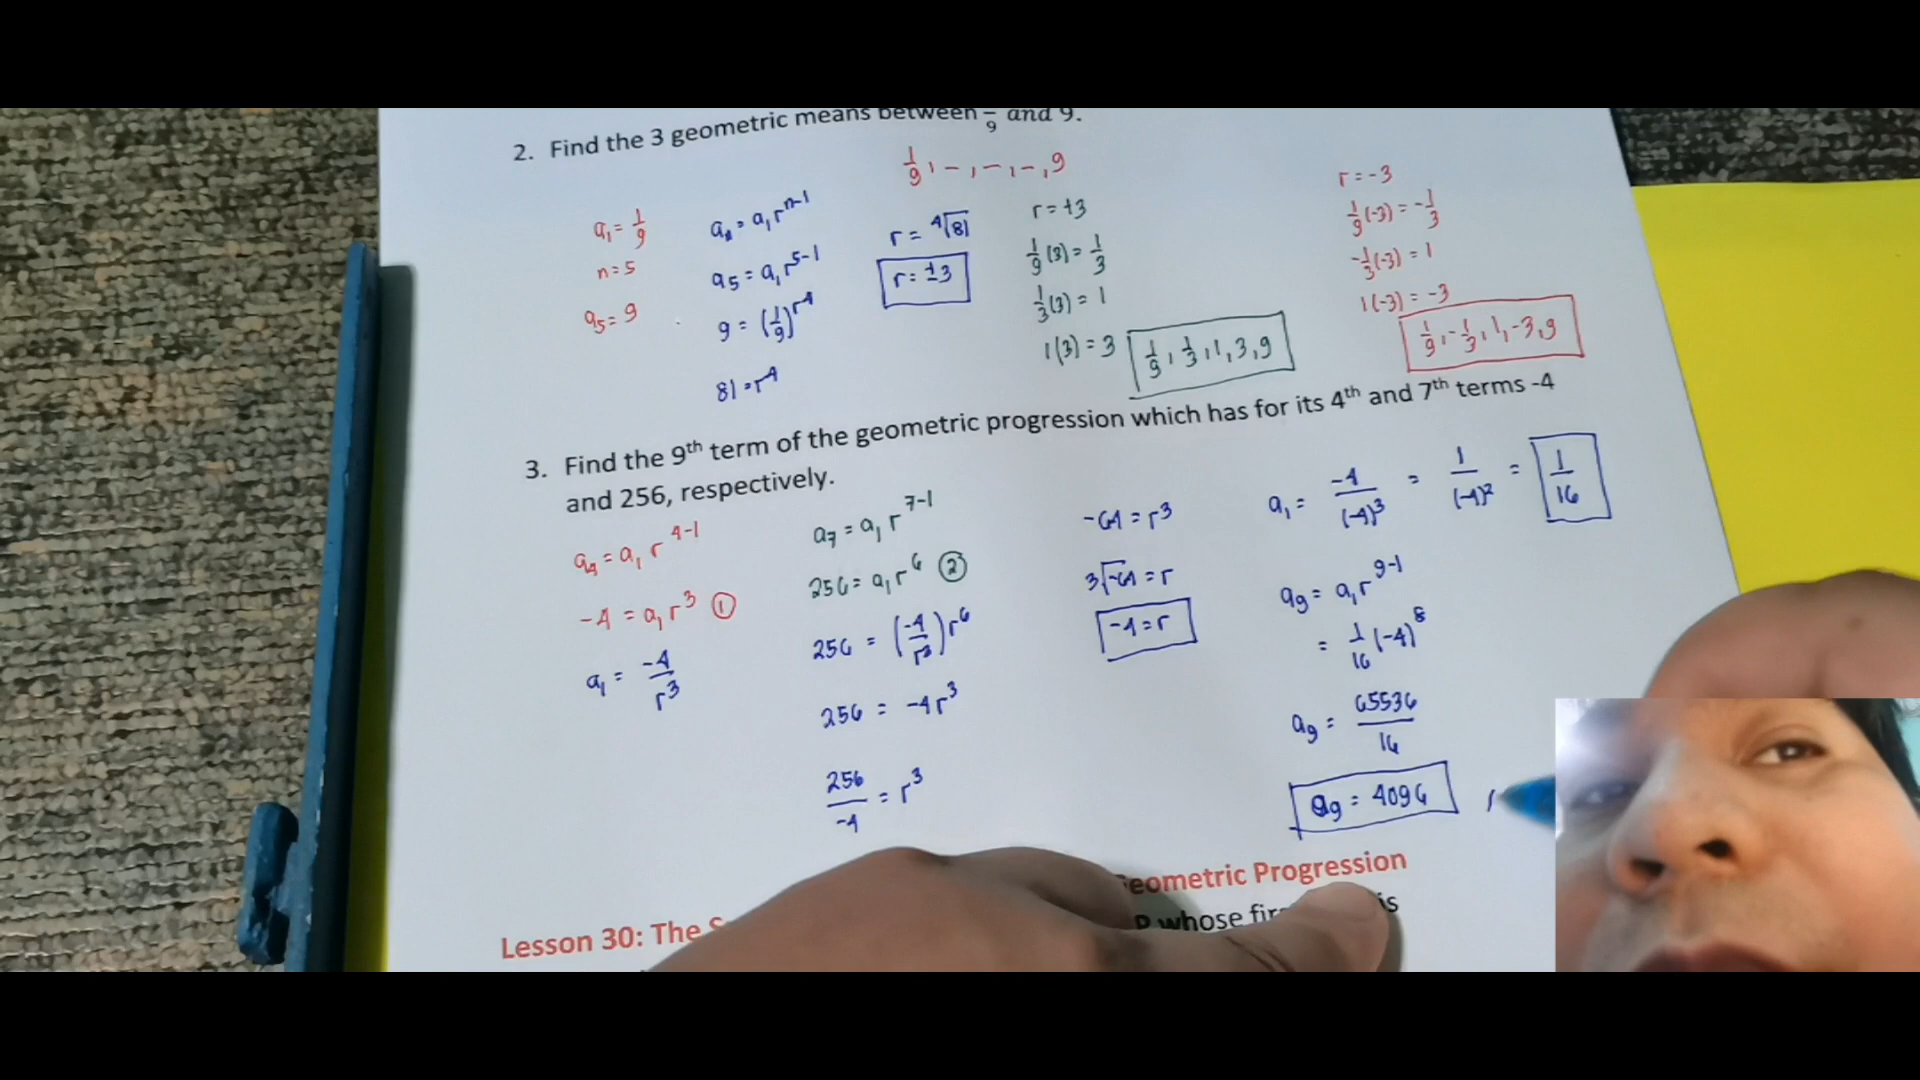 2. Find the 3 geometric means between 1/9 and 9.
1/9, _, _, _, 9
a₁ = 1/9
n = 5
a₅ = 9
aₙ = a₁rⁿ⁻¹
a₅ = a₁r⁵⁻¹
9 = (1/9)r⁴
81 = r⁴
r = ⁴√81
r = ±3
r = +3
1/9(3) = 1/3
1/3(3) = 1
1(3) = 3
1/9, 1/3, 1, 3, 9
r = -3
1/9(-3) = -1/3
-1/3(-3) = 1
1(-3) = -3
1/9, -1/3, 1, -3, 9
3. Find the 9th term of the geometric progression which has for its 4th and 7th terms -4
and 256, respectively.
a₄ = a₁r⁴⁻¹
-4 = a₁r³ ①
a₁ = -4/r³
a₇ = a₁r⁷⁻¹
256 = a₁r⁶ ②
256 = (-4/r³)r⁶
256 = -4r³
256/-4 = r³
-64 = r³
3√-64 = r
-4 = r
a₁ = -4/(-4)³ = 1/(-4)² = 1/16
a₉ = a₁r⁹⁻¹
= 1/16(-4)⁸
a₉ = 65536/16
a₉ = 4096
Lesson 30: The Geometric Progression
whose is